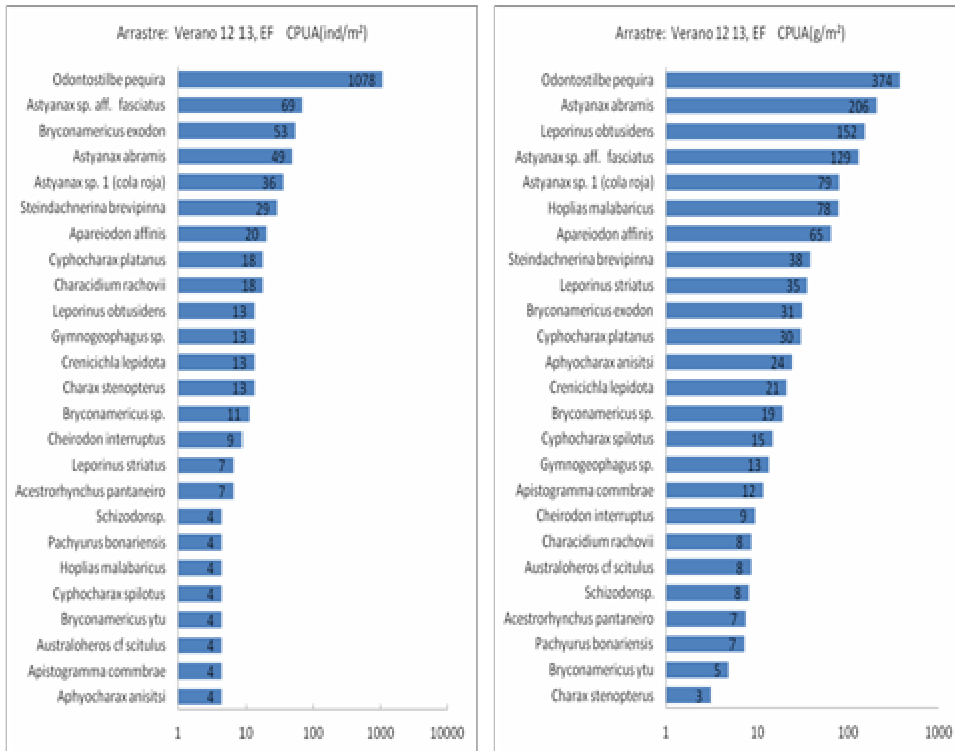 Arrastre: Verano 12 13, EF CPUA(ind/m²)
Odontostilbe pequira 1078
Astyanax sp. aff. fasciatus 69
Bryconamericus exodon 53
Astyanax abramis 49
Astyanax sp. 1 (cola roja) 36
Steindachnerina brevipinna 29
Apareiodon affinis 20
Cyphocharax platanus 18
Characidium rachovii 18
Leporinus obtusidens 13
Gymnogeophagus sp. 13
Crenicichla lepidota 13
Charax stenopterus 13
Bryconamericus sp. 11
Cheirodon interruptus 9
Leporinus striatus 7
Acestrorhynchus pantaneiro 7
Schizodonsp. 4
Pachyurus bonariensis 4
Hoplias malabaricus 4
Cyphocharax spilotus 4
Bryconamericus ytu 4
Australoheros cf scitulus 4
Apistogramma commbrae 4
Aphyocharax anisitsi 4
1 10 100 1000 10000
Arrastre: Verano 12 13, EF CPUA(g/m²)
Odontostilbe pequira 374
Astyanax abramis 206
Leporinus obtusidens 152
Astyanax sp. aff. fasciatus 129
Astyanax sp. 1 (cola roja) 79
Hoplias malabaricus 78
Apareiodon affinis 65
Steindachnerina brevipinna 38
Leporinus striatus 35
Bryconamericus exodon 31
Cyphocharax platanus 30
Aphyocharax anisitsi 24
Crenicichla lepidota 21
Bryconamericus sp. 19
Cyphocharax spilotus 15
Gymnogeophagus sp. 13
Apistogramma commbrae 12
Cheirodon interruptus 9
Characidium rachovii 8
Australoheros cf scitulus 8
Schizodonsp. 8
Acestrorhynchus pantaneiro 7
Pachyurus bonariensis 7
Bryconamericus ytu 5
Charax stenopterus 3
1 10 100 1000